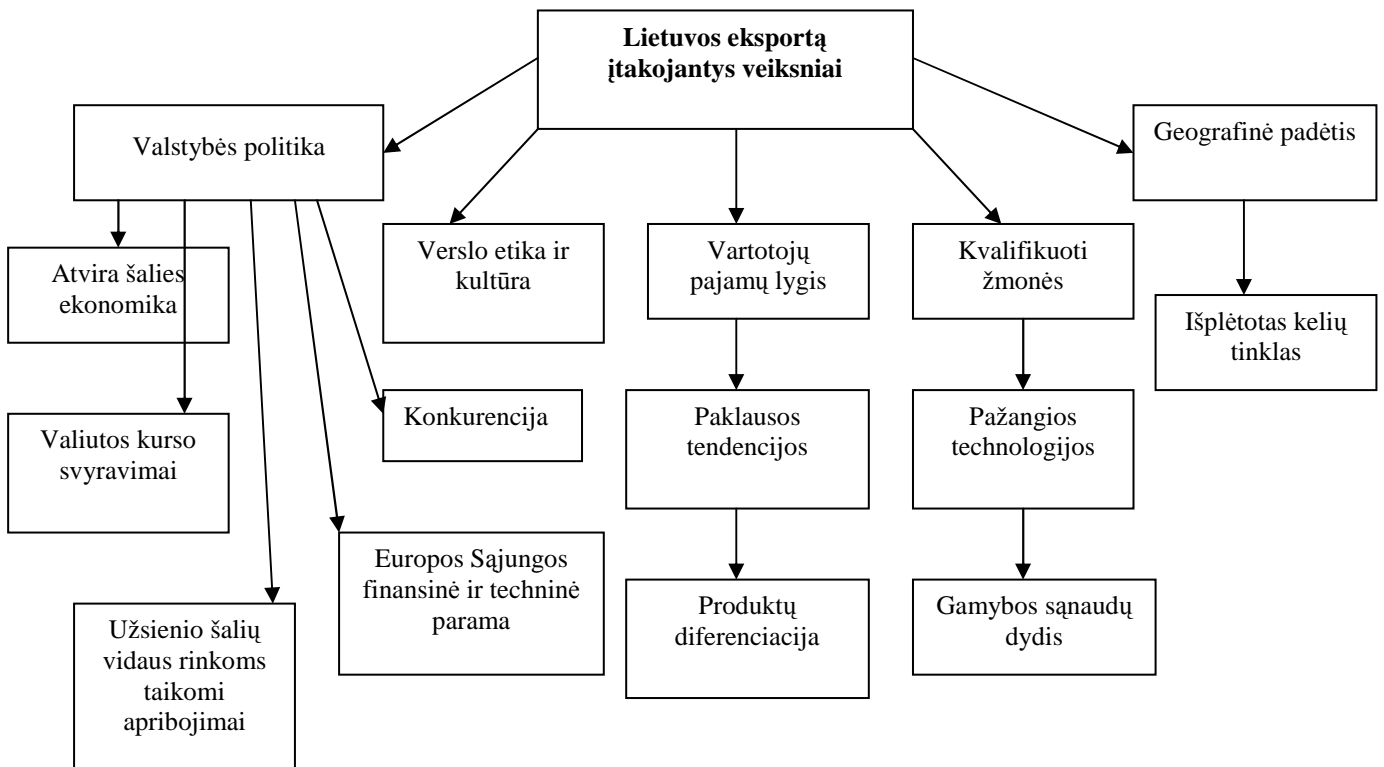 Lietuvos eksportą
įtakojantys veiksniai
Valstybės politika
Geografinė padėtis
Atvira šalies
ekonomika
Verslo etika ir
kultūra
Vartotojų
pajamų lygis
Kvalifikuoti
žmonės
Išplėtotas kelių
tinklas
Valiutos kurso
svyravimai
Konkurencija
Paklausos
tendencijos
Pažangios
technologijos
Europos Sąjungos
finansinė ir techninė
parama
Užsienio šalių
vidaus rinkoms
taikomi
apribojimai
Produktų
diferenciacija
Gamybos sąnaudų
dydis